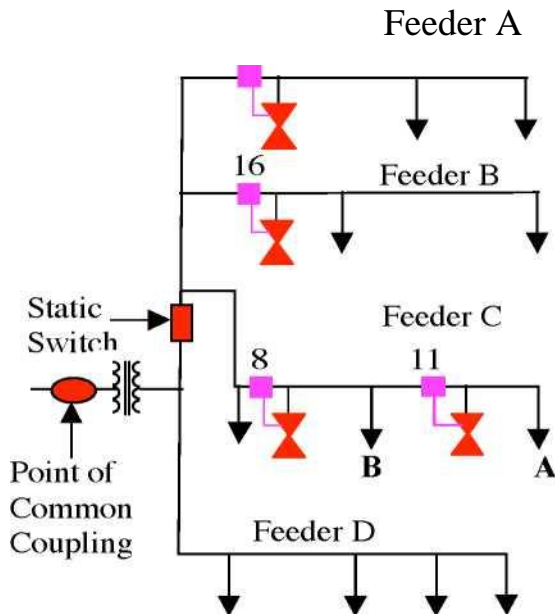 Feeder A
16
Feeder B
Static
Switch
Feeder C
8
11
B
A
Point of
Common
Coupling
Feeder D